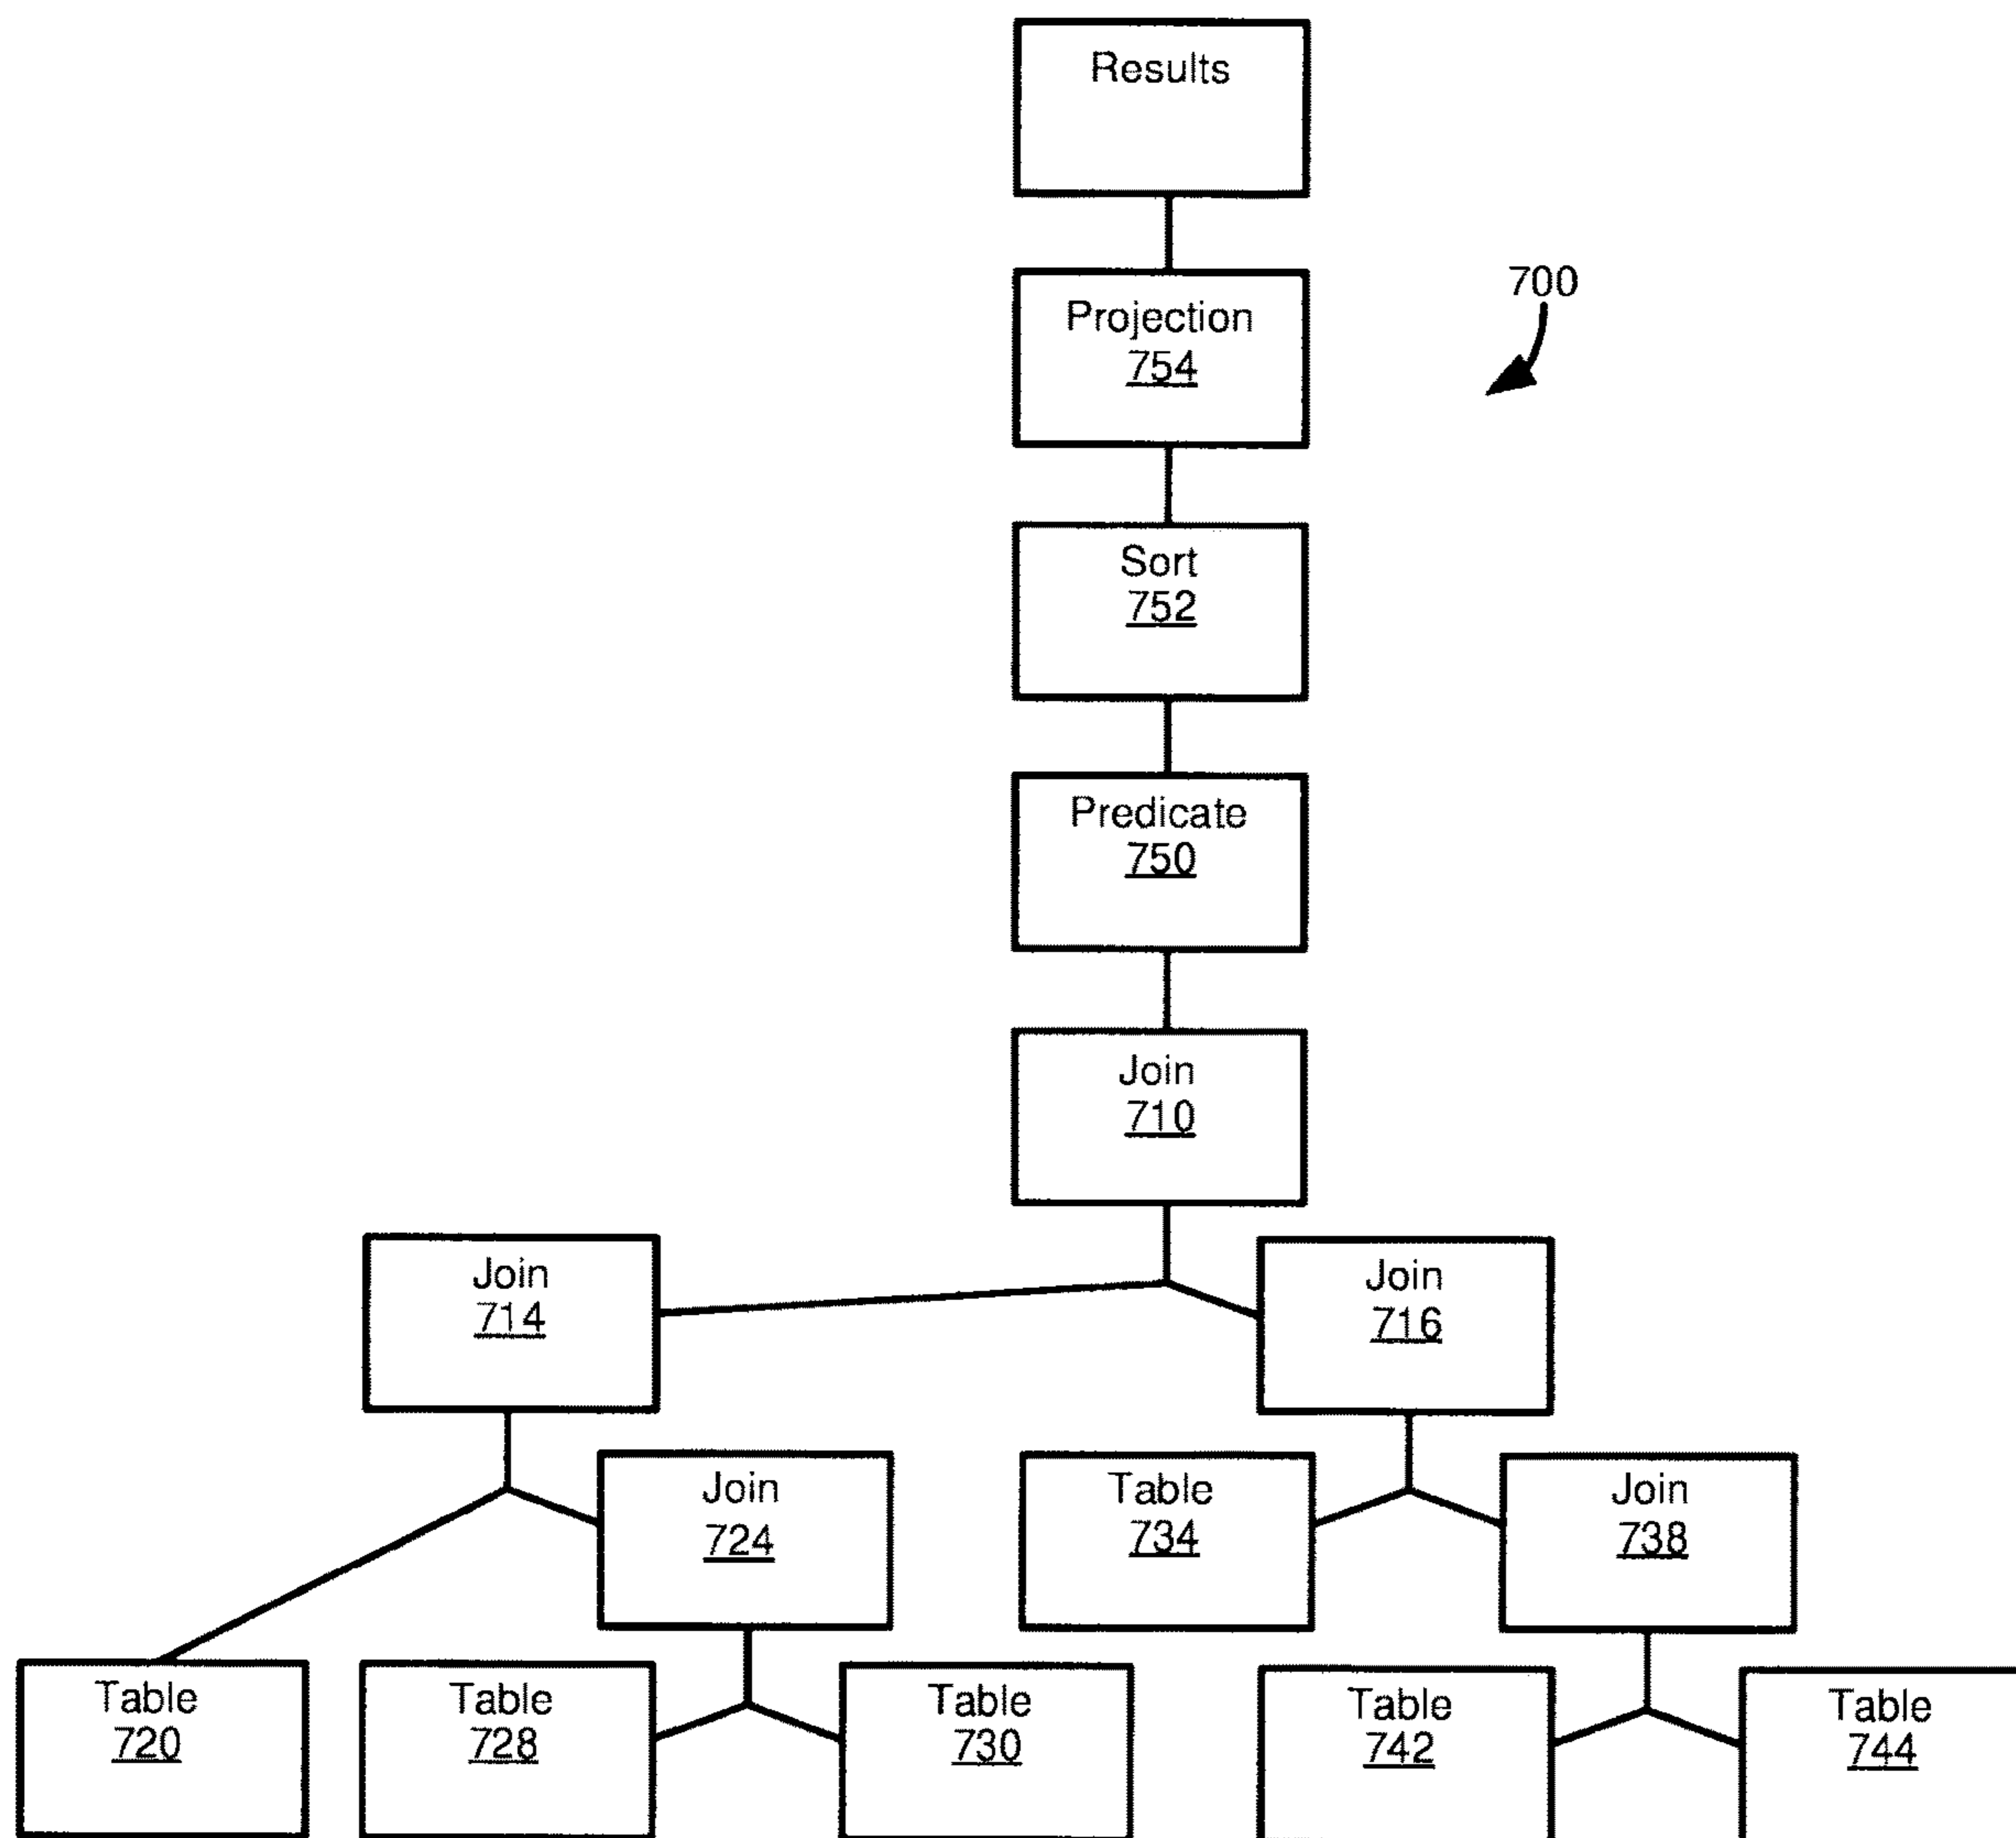 Results
Projection
754
700
Sort
752
Predicate
750
Join
710
Join
714
Join
716
Join
724
Table
734
Join
738
Table
720
Table
728
Table
730
Table
742
Table
744